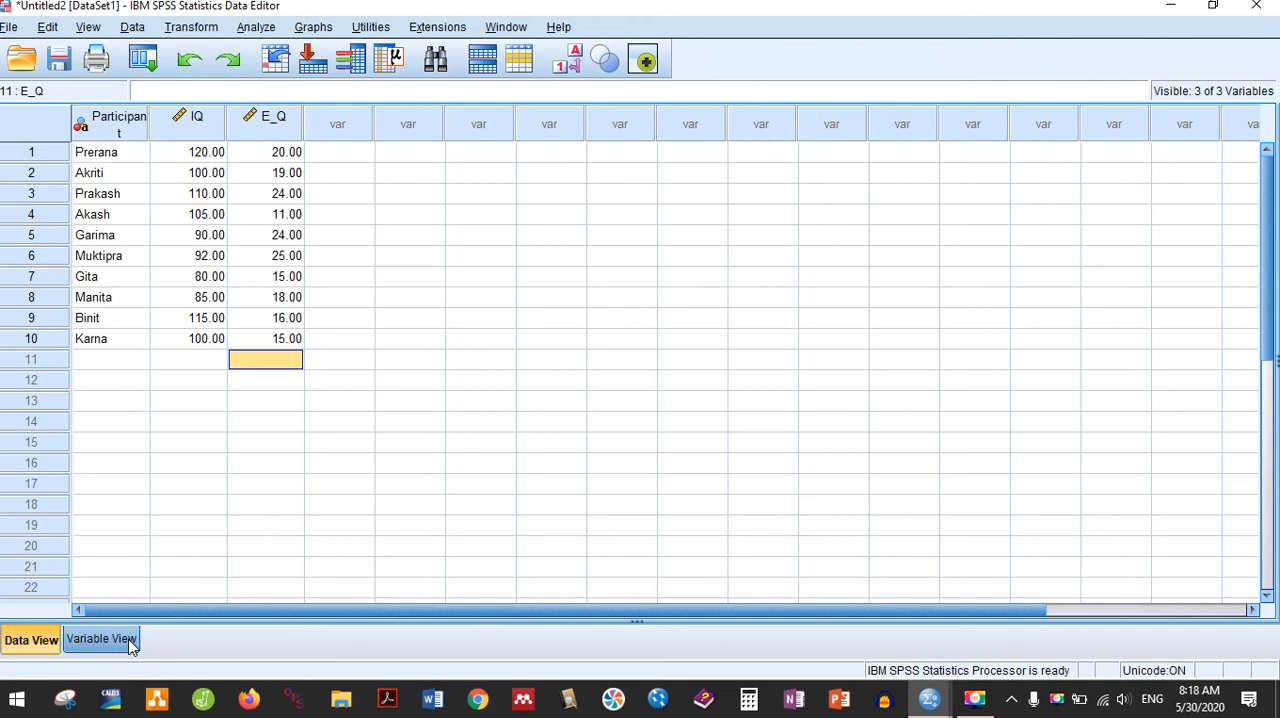 *Untitled2 [DataSet1] - IBM SPSS Statistics Data Editor
File Edit View Data Transform Analyze Graphs Utilities Extensions Window Help
11 : E_Q Visible: 3 of 3 Variables
Participan
t IQ E_Q var var var var var var var var var var var var var va
1 Prerana 120.00 20.00
2 Akriti 100.00 19.00
3 Prakash 110.00 24.00
4 Akash 105.00 11.00
5 Garima 90.00 24.00
6 Muktipra 92.00 25.00
7 Gita 80.00 15.00
8 Manita 85.00 18.00
9 Binit 115.00 16.00
10 Karna 100.00 15.00
11
12
13
14
15
16
17
18
19
20
21
22
Data View Variable View
IBM SPSS Statistics Processor is ready Unicode:ON
ENG 8:18 AM
5/30/2020